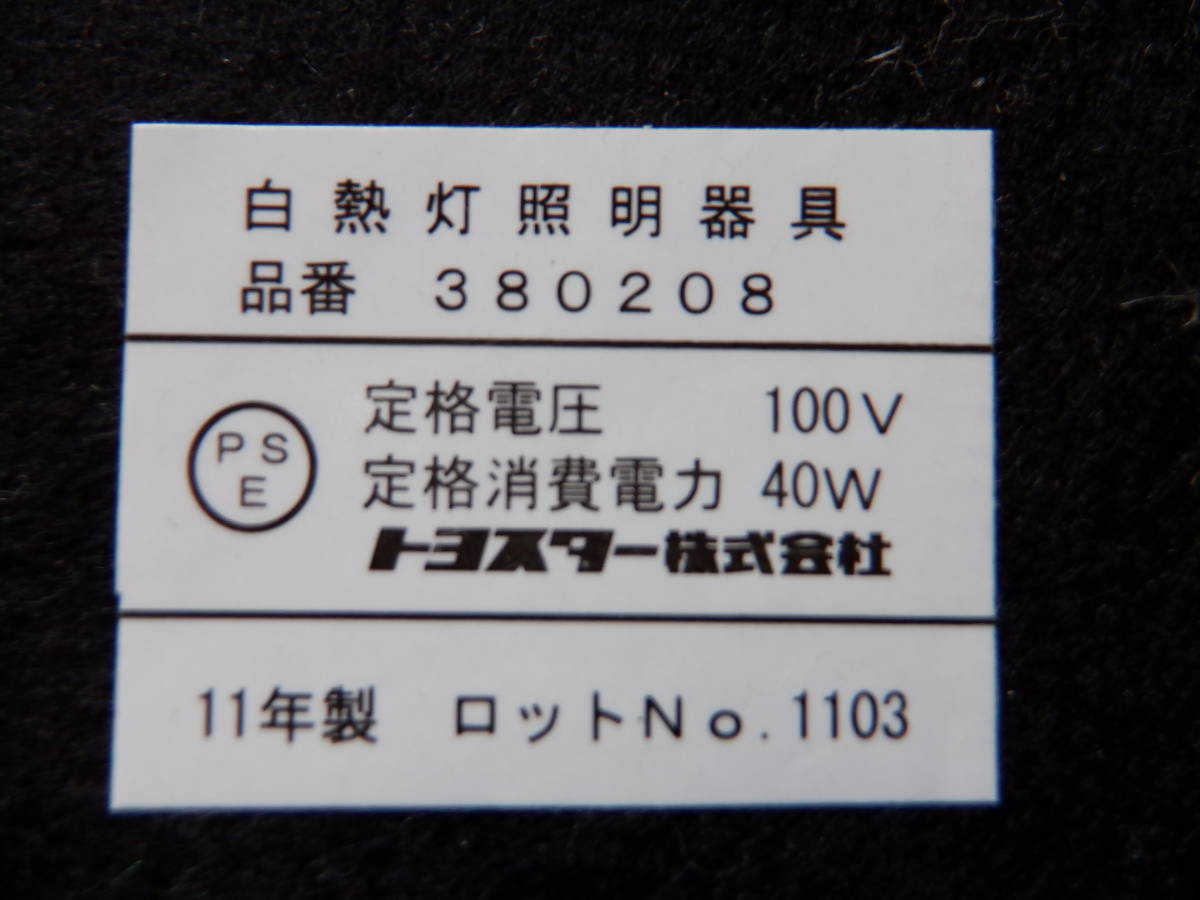 白熱灯照明器具
品番 380208
PS
E
定格電圧 100V
定格消費電力 40W
トヨスター株式会社
11年製 ロットNo.1103